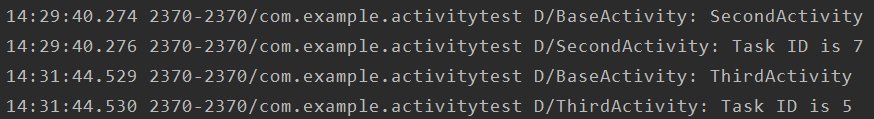 14:29:40.274 2370-2370/com.example.activitytest D/BaseActivity: SecondActivity
14:29:40.276 2370-2370/com.example.activitytest D/SecondActivity: Task ID is 7
14:31:44.529 2370-2370/com.example.activitytest D/BaseActivity: ThirdActivity
14:31:44.530 2370-2370/com.example.activitytest D/ThirdActivity: Task ID is 5